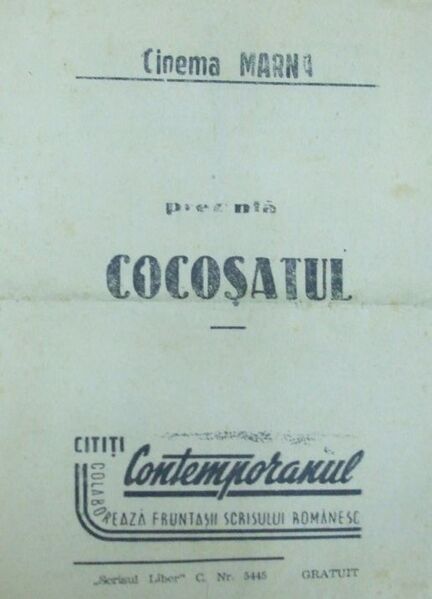 Cinema MARNA
prezintă
COCOȘATUL
CITIȚI
Contemporanul
COLABOREAZĂ FRUNTAȘII SCRISULUI ROMÂNESC
„Scrisul Liber" C. Nr. 5445 GRATUIT